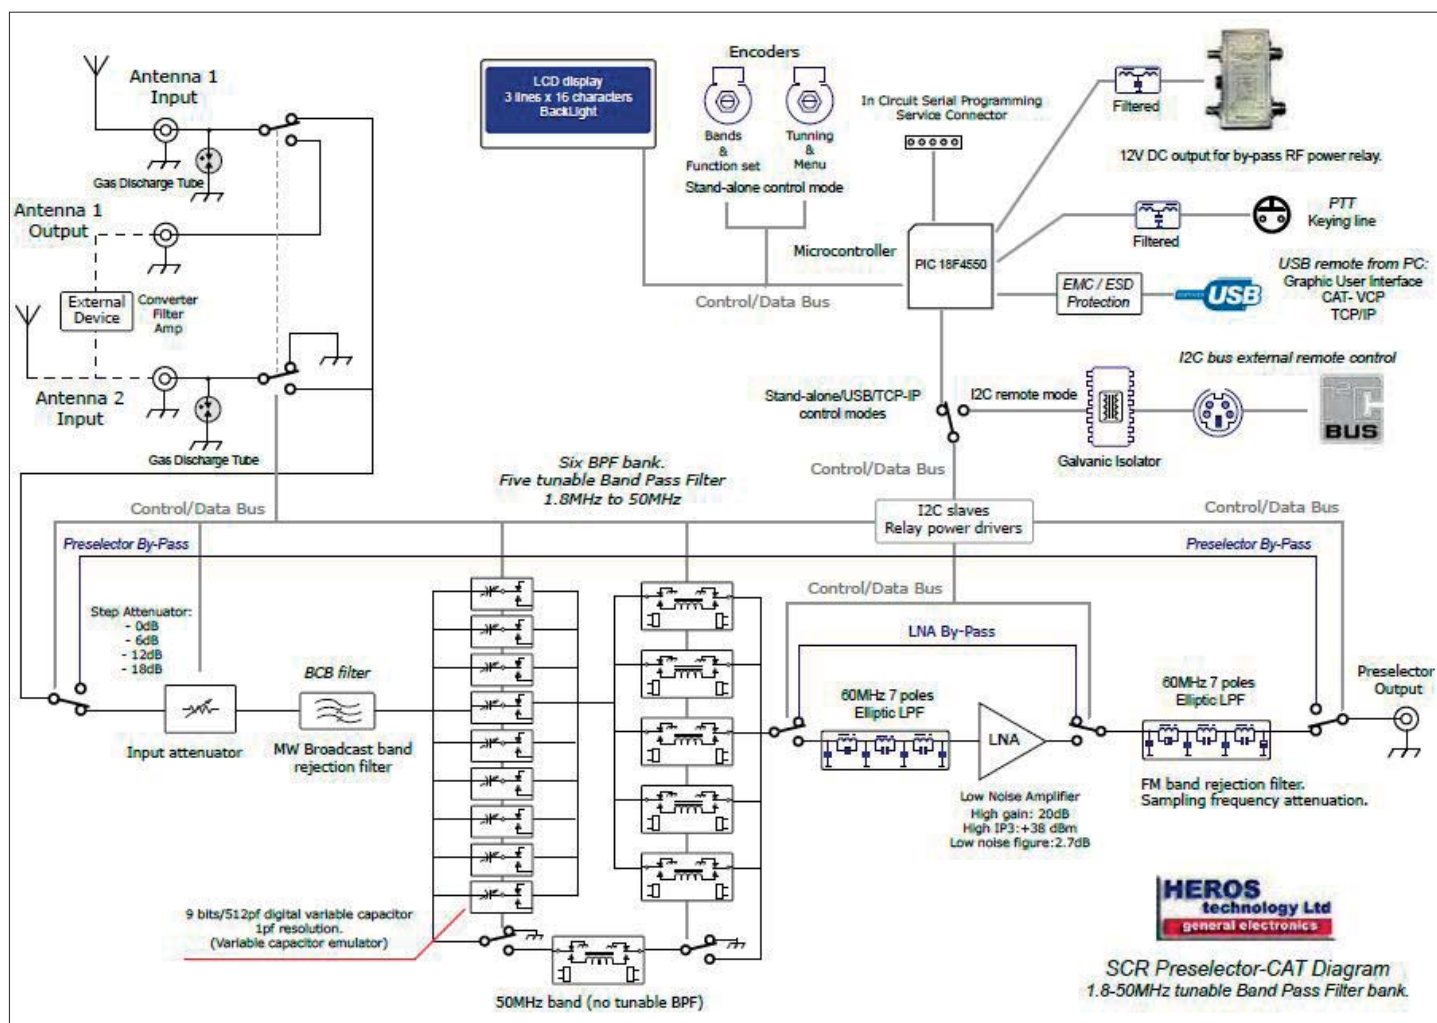 Antenna 1
Input
Gas Discharge Tube
Antenna 1
Output
External
Device
Converter
Filter
Amp
Antenna 2
Input
Gas Discharge Tube
LCD display
3 lines x 16 characters
BackLight
Encoders
Bands
&
Function set
Tunning
&
Menu
Stand-alone control mode
In Circuit Serial Programming
Service Connector
Filtered
12V DC output for by-pass RF power relay.
Microcontroller
PIC 18F4550
Filtered
PTT
Keying line
Control/Data Bus
EMC / ESD
Protection
USB
USB remote from PC:
Graphic User Interface
CAT- VCP
TCP/IP
I2C bus external remote control
Stand-alone/USB/TCP-IP
control modes
I2C remote mode
Galvanic Isolator
I2C
BUS
Control/Data Bus
Six BPF bank.
Five tunable Band Pass Filter
1.8MHz to 50MHz
Control/Data Bus
I2C slaves
Relay power drivers
Control/Data Bus
Preselector By-Pass
Preselector By-Pass
Control/Data Bus
Step Attenuator:
- 0dB
- 6dB
- 12dB
- 18dB
LNA By-Pass
BCB filter
Input attenuator
MW Broadcast band
rejection filter
60MHz 7 poles
Elliptic LPF
LNA
Low Noise Amplifier
High gain: 20dB
High IP3:+38 dBm
Low noise figure:2.7dB
60MHz 7 poles
Elliptic LPF
Preselector
Output
FM band rejection filter.
Sampling frequency attenuation.
9 bits/512pf digital variable capacitor
1pf resolution.
(Variable capacitor emulator)
50MHz band (no tunable BPF)
HEROS
technology Ltd
general electronics
SCR Preselector-CAT Diagram
1.8-50MHz tunable Band Pass Filter bank.